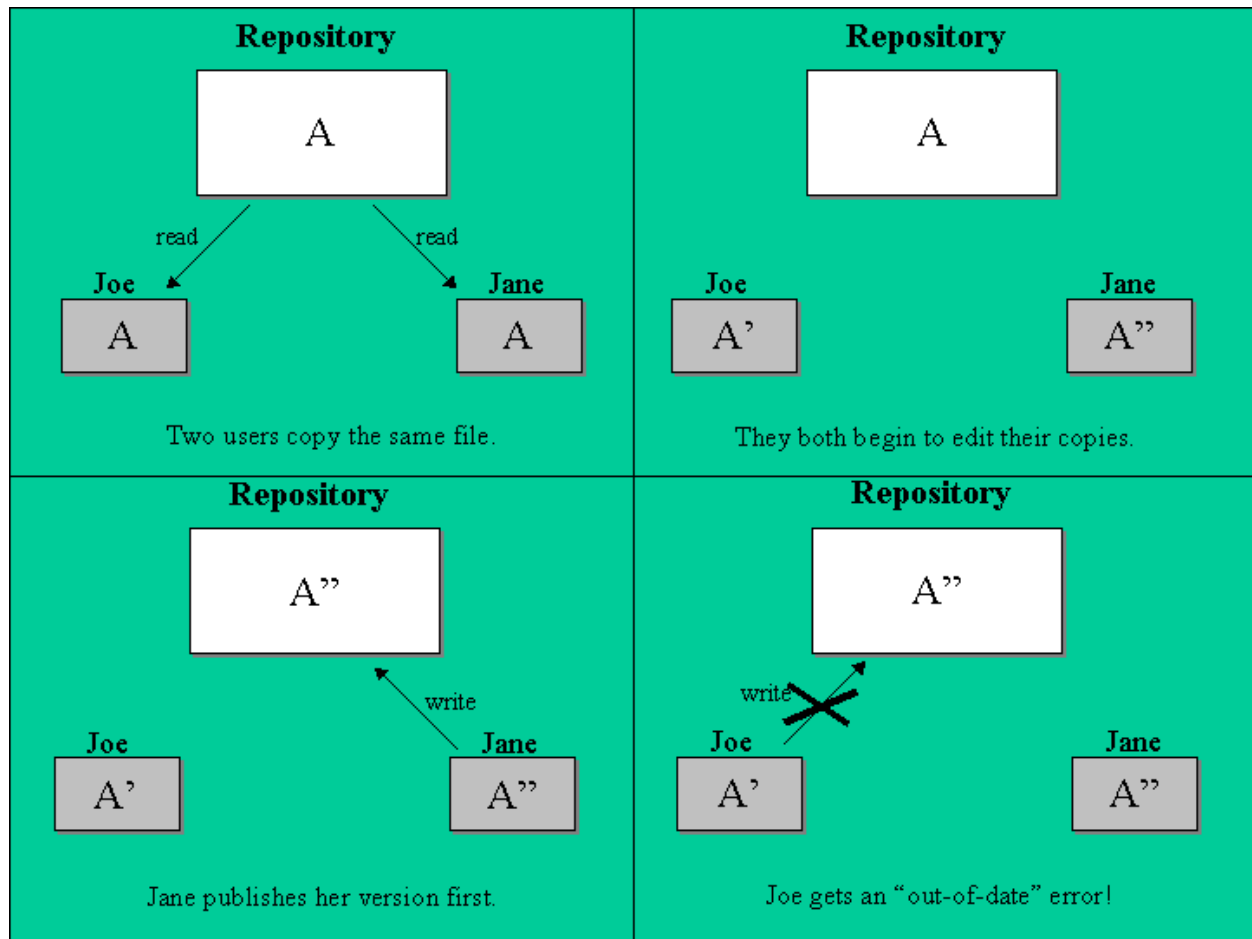 Repository
A
read
read
Joe
Jane
A
A
Two users copy the same file.
Repository
A
Joe
Jane
A’
A”
They both begin to edit their copies.
Repository
A”
write
Joe
Jane
A’
A”
Jane publishes her version first.
Repository
A”
write
Joe
Jane
A’
A”
Joe gets an “out-of-date” error!